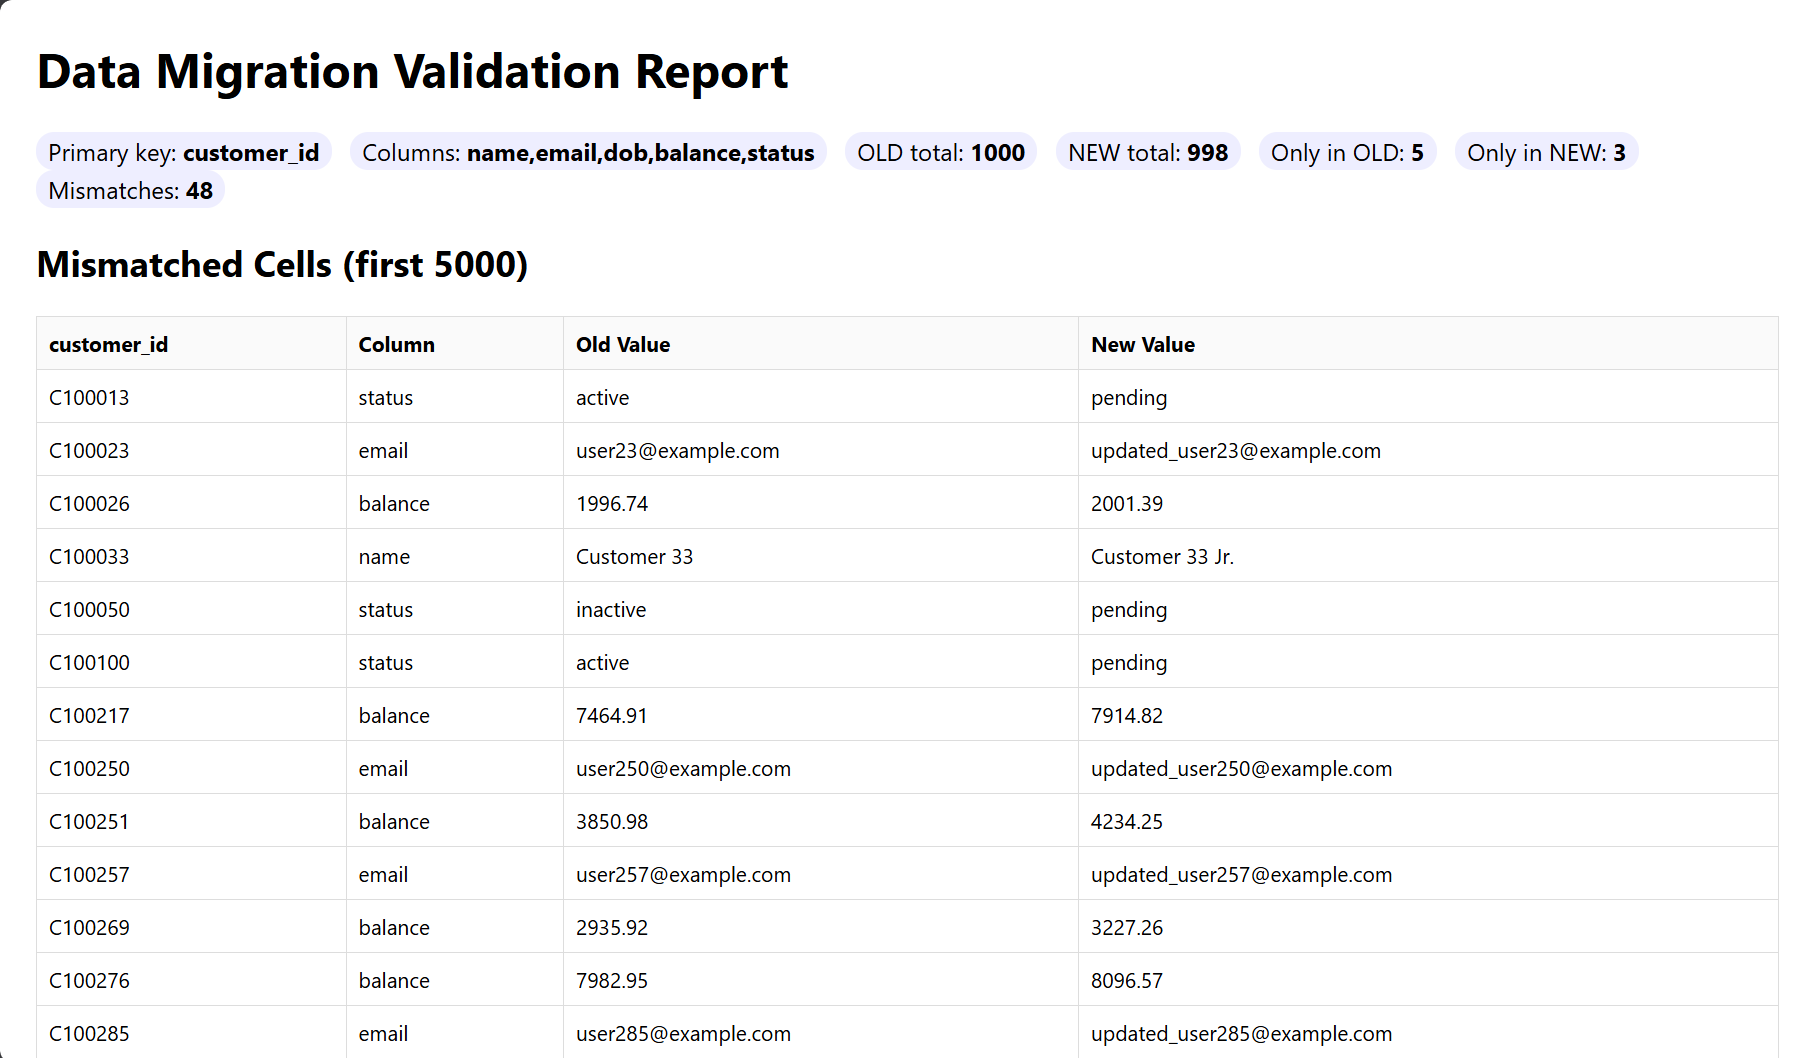 Data Migration Validation Report
Primary key: customer_id Columns: name,email,dob,balance,status OLD total: 1000 NEW total: 998 Only in OLD: 5 Only in NEW: 3
Mismatches: 48
Mismatched Cells (first 5000)
customer_id Column Old Value New Value
C100013 status active pending
C100023 email user23@example.com updated_user23@example.com
C100026 balance 1996.74 2001.39
C100033 name Customer 33 Customer 33 Jr.
C100050 status inactive pending
C100100 status active pending
C100217 balance 7464.91 7914.82
C100250 email user250@example.com updated_user250@example.com
C100251 balance 3850.98 4234.25
C100257 email user257@example.com updated_user257@example.com
C100269 balance 2935.92 3227.26
C100276 balance 7982.95 8096.57
C100285 email user285@example.com updated_user285@example.com